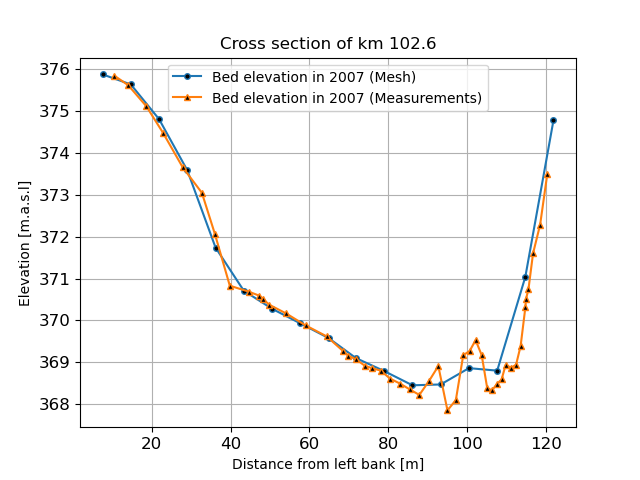 Cross section of km 102.6
Bed elevation in 2007 (Mesh)
Bed elevation in 2007 (Measurements)
Elevation [m.a.s.l]
376
375
374
373
372
371
370
369
368
20 40 60 80 100 120
Distance from left bank [m]